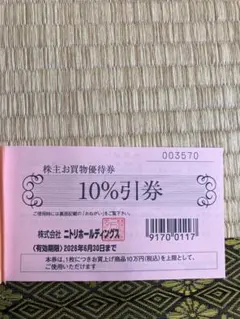 003570
株主お買物優待券
10%引券
ご使用時には裏面記載の「おねがい」をご覧下さい。
株式会社 ニトリホールディングス
〈有効期限〉2026年6月30日まで
91700117
本券は、1枚につきお買上げ商品10万円(税込)を上限として、
ご使用いただけます